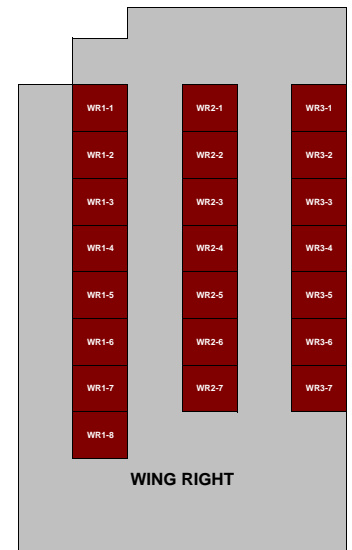 WR1-1 WR2-1 WR3-1
WR1-2 WR2-2 WR3-2
WR1-3 WR2-3 WR3-3
WR1-4 WR2-4 WR3-4
WR1-5 WR2-5 WR3-5
WR1-6 WR2-6 WR3-6
WR1-7 WR2-7 WR3-7
WR1-8
WING RIGHT